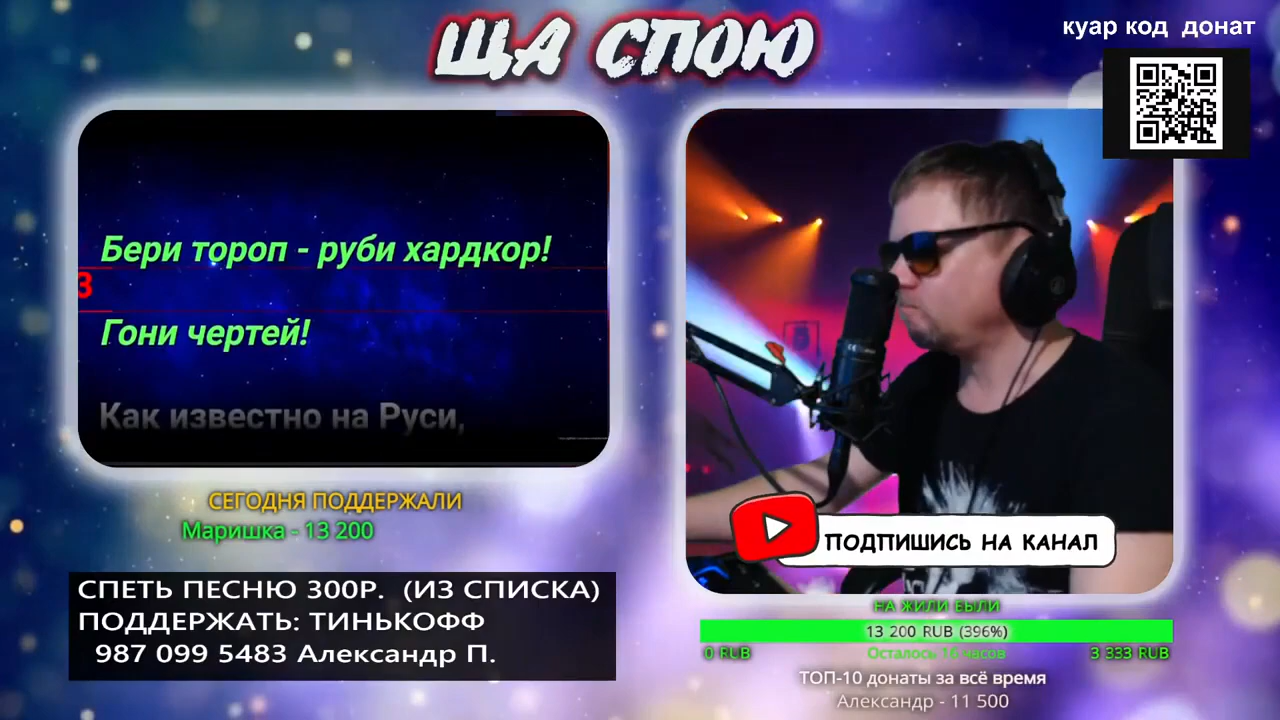 ЩА СПОЮ
куар код донат
Бери тороп - руби хардкор!
3
Гони чертей!
Как известно на Руси,
СЕГОДНЯ ПОДДЕРЖАЛИ
Маришка - 13 200
СПЕТЬ ПЕСНЮ 300Р. (ИЗ СПИСКА)
ПОДДЕРЖАТЬ: ТИНЬКОФФ
987 099 5483 Александр П.
ПОДПИШИСЬ НА КАНАЛ
НА ЖИЛИ БЫЛИ
13 200 RUB (396%)
0 RUB
Осталось 16 часов
3 333 RUB
ТОП-10 донаты за всё время
Александр - 11 500